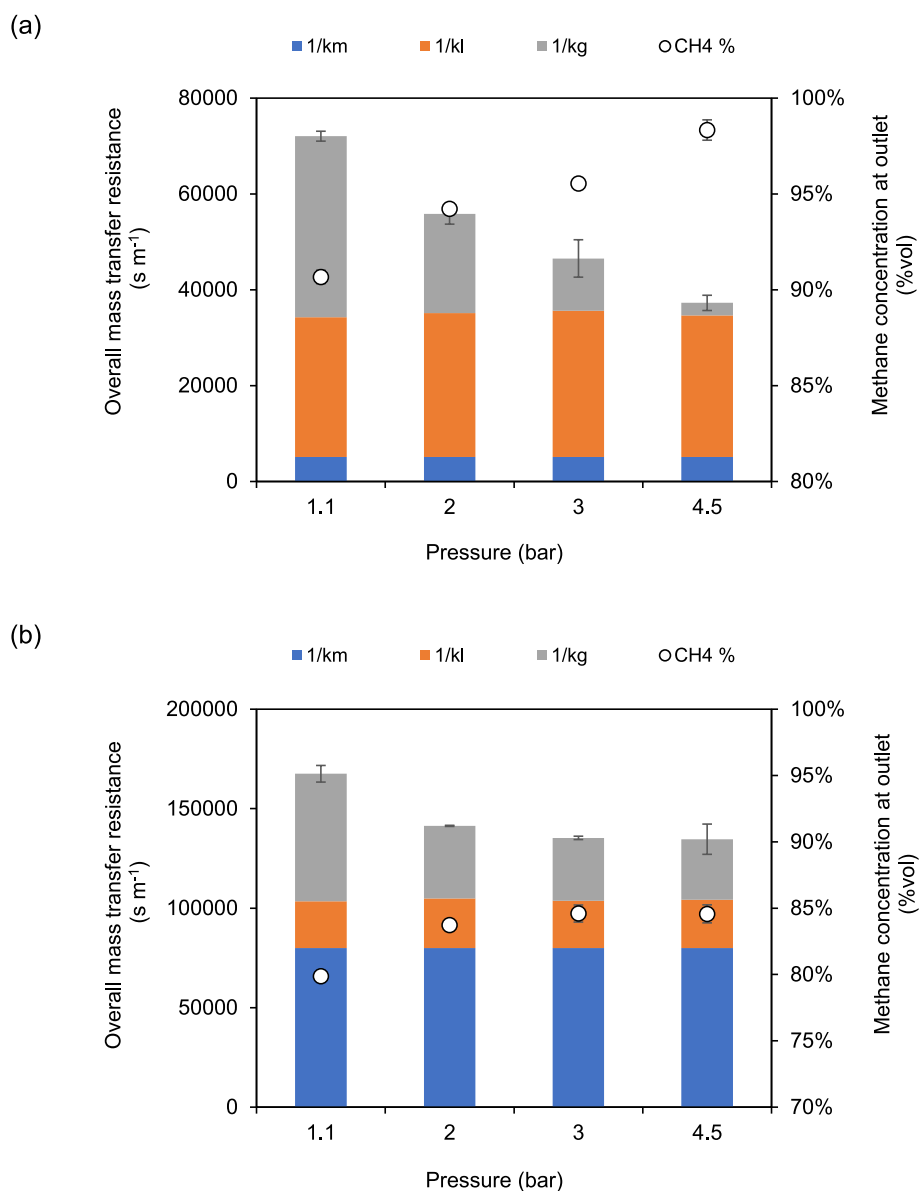 (a)
1/km 1/kl 1/kg CH4 %
80000 100%
60000 95%
40000 90%
20000 85%
0 80%
Overall mass transfer resistance
(s m⁻¹)
Methane concentration at outlet
(%vol)
1.1 2 3 4.5
Pressure (bar)
(b)
1/km 1/kl 1/kg CH4 %
200000 100%
95%
150000
90%
100000 85%
80%
50000
75%
0 70%
Overall mass transfer resistance
(s m⁻¹)
Methane concentration at outlet
(%vol)
1.1 2 3 4.5
Pressure (bar)